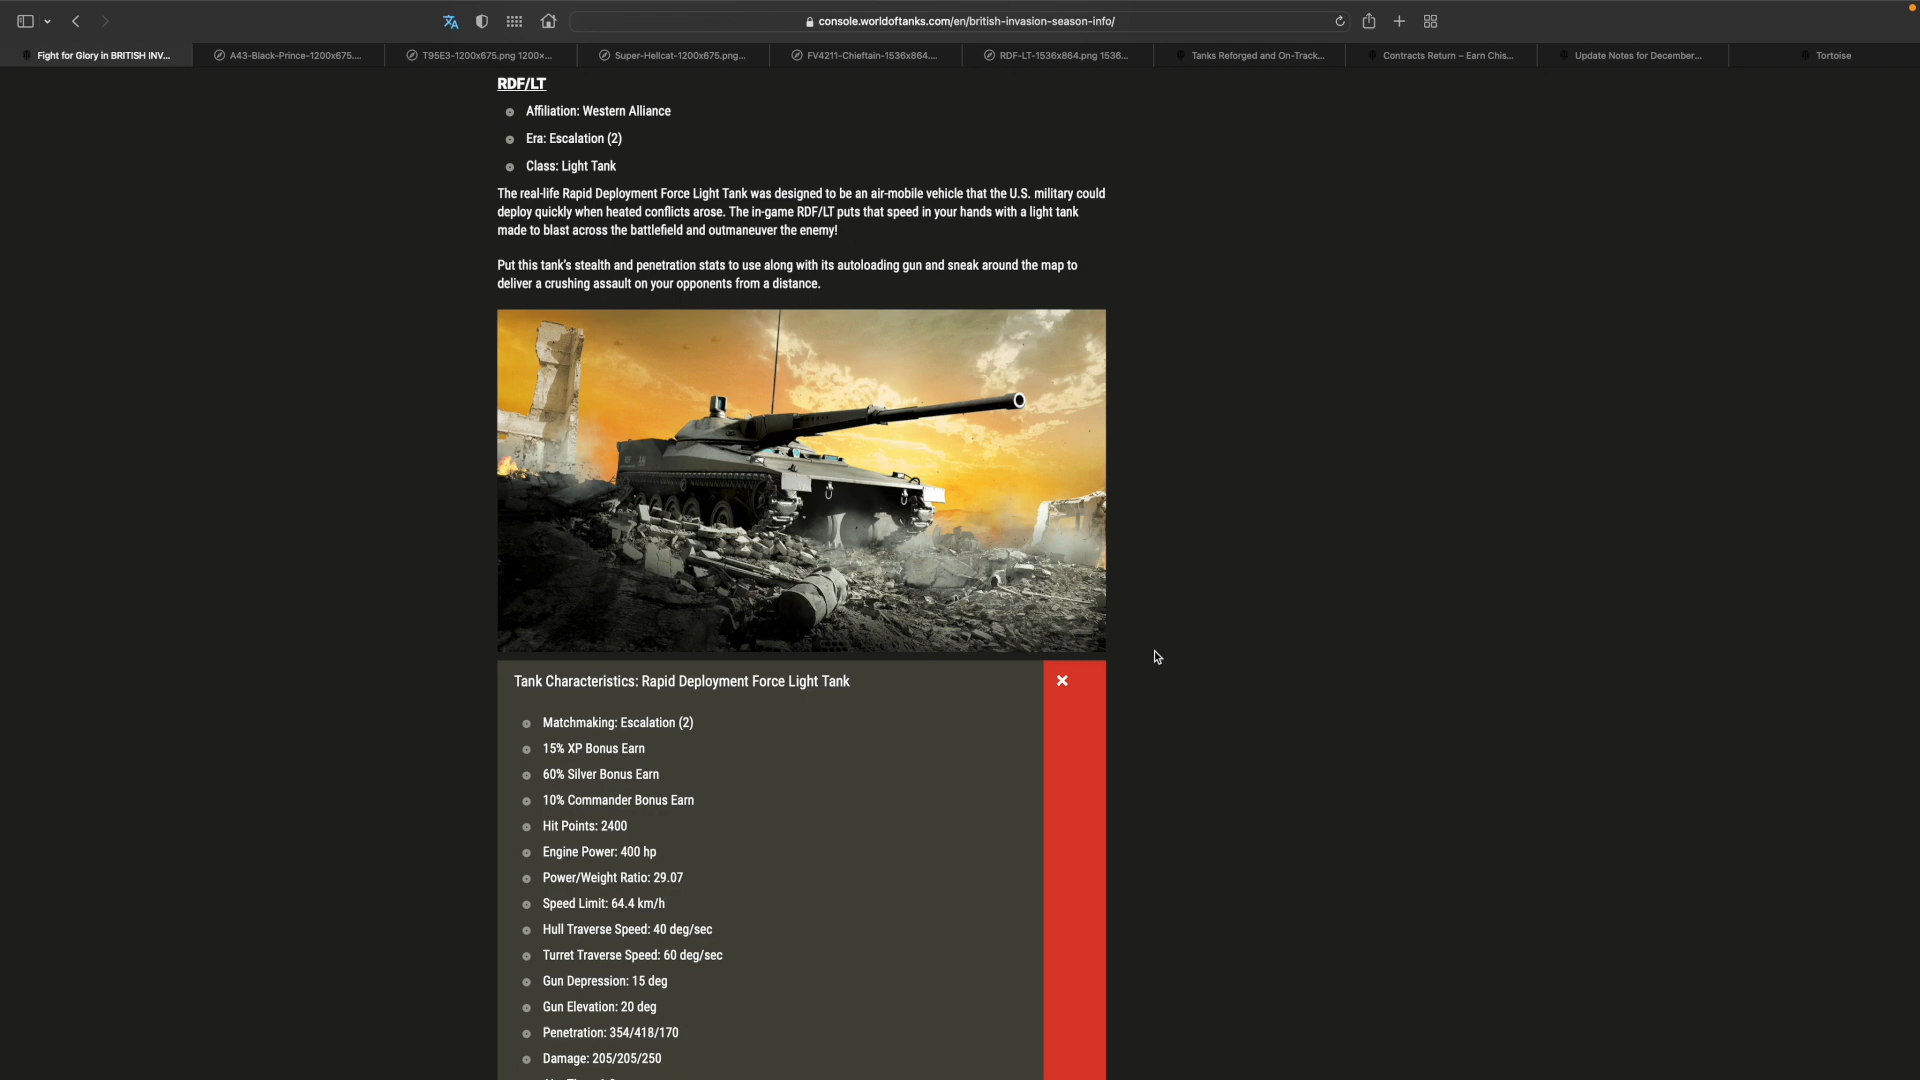 console.worldoftanks.com/en/british-invasion-season-info/
Fight for Glory in BRITISH INV...
A43-Black-Prince-1200x675....
T95E3-1200x675.png 1200×...
Super-Hellcat-1200x675.png...
FV4211-Chieftain-1536x864....
RDF-LT-1536x864.png 1536...
Tanks Reforged and On-Track...
Contracts Return – Earn Chis...
Update Notes for December...
Tortoise
RDF/LT
Affiliation: Western Alliance
Era: Escalation (2)
Class: Light Tank
The real-life Rapid Deployment Force Light Tank was designed to be an air-mobile vehicle that the U.S. military could
deploy quickly when heated conflicts arose. The in-game RDF/LT puts that speed in your hands with a light tank
made to blast across the battlefield and outmaneuver the enemy!
Put this tank's stealth and penetration stats to use along with its autoloading gun and sneak around the map to
deliver a crushing assault on your opponents from a distance.
Tank Characteristics: Rapid Deployment Force Light Tank
Matchmaking: Escalation (2)
15% XP Bonus Earn
60% Silver Bonus Earn
10% Commander Bonus Earn
Hit Points: 2400
Engine Power: 400 hp
Power/Weight Ratio: 29.07
Speed Limit: 64.4 km/h
Hull Traverse Speed: 40 deg/sec
Turret Traverse Speed: 60 deg/sec
Gun Depression: 15 deg
Gun Elevation: 20 deg
Penetration: 354/418/170
Damage: 205/205/250